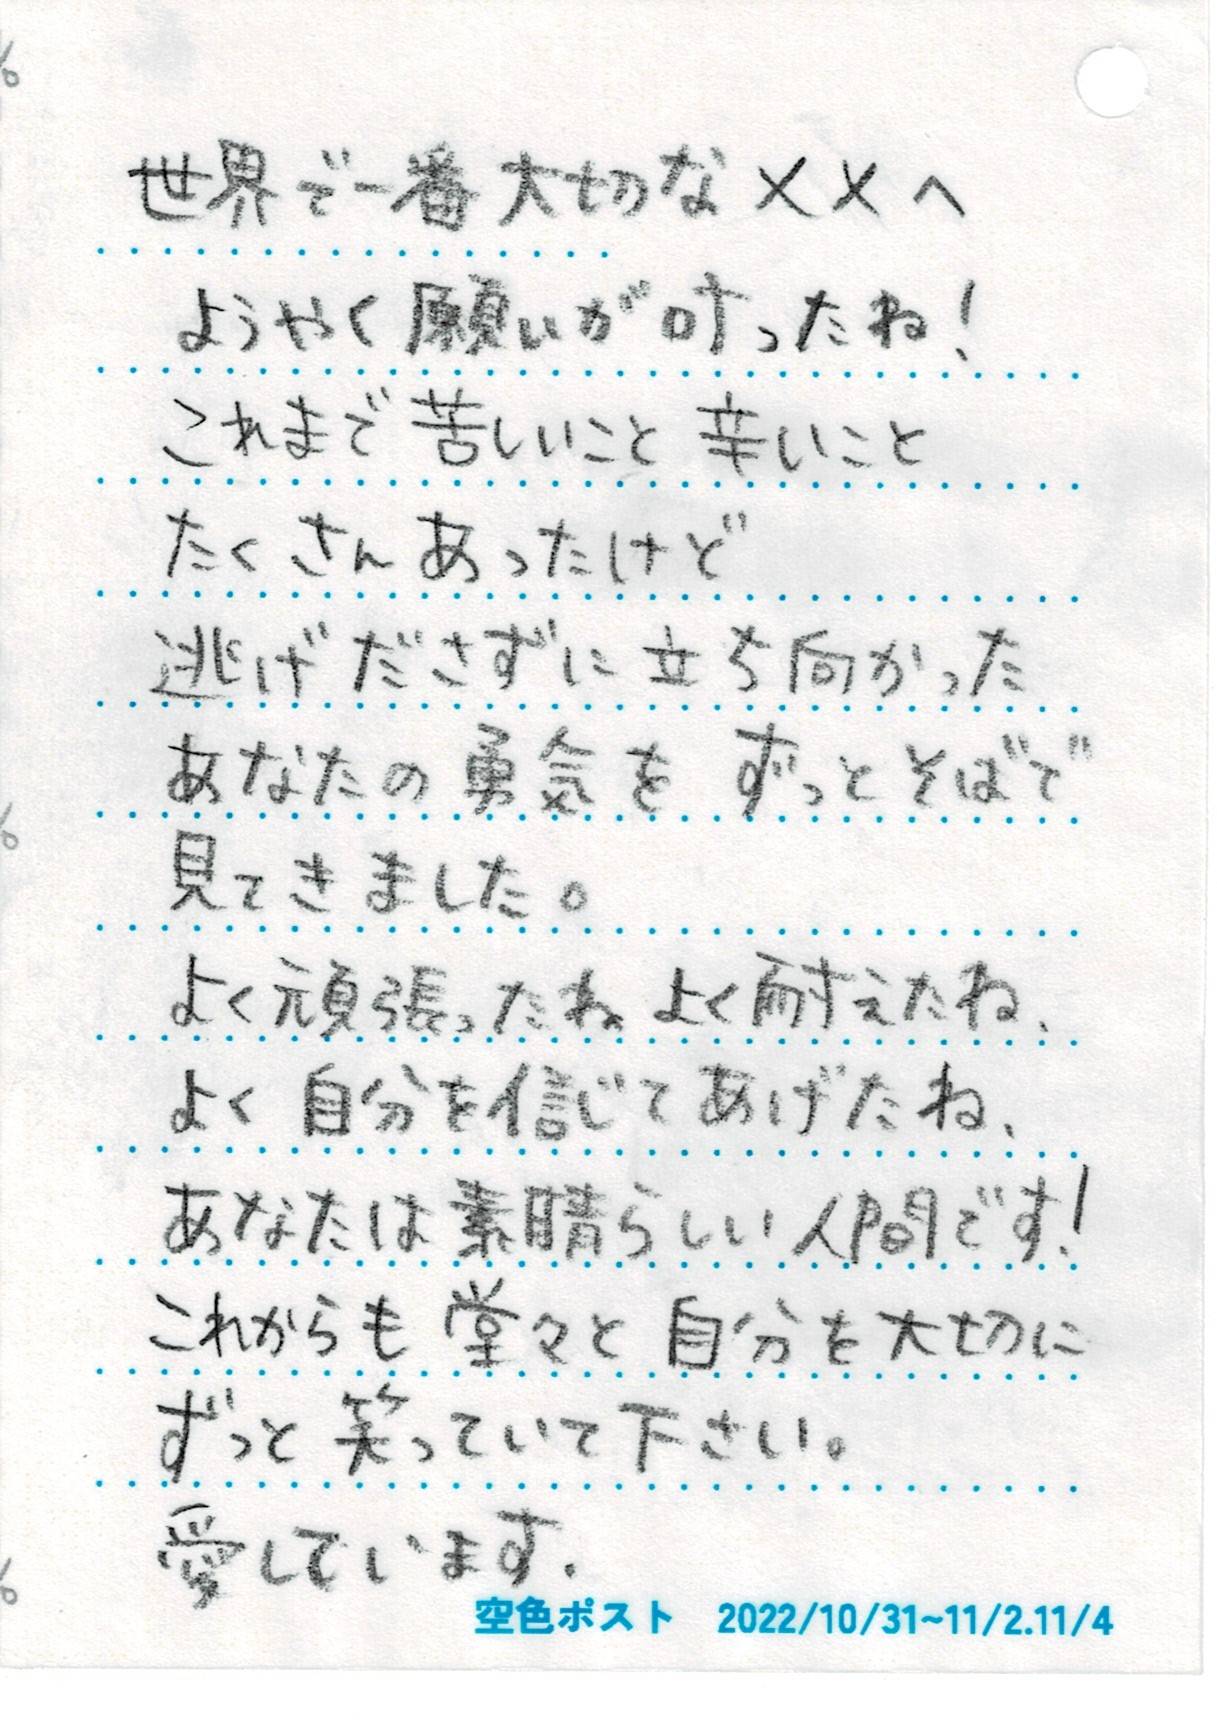 世界で一番大切な××へ
ようやく願いが叶ったね!
これまで苦しいこと 辛いこと
たくさんあったけど
逃げださずに立ち向かった
あなたの勇気を ずっとそばで
見てきました。
よく頑張ったね、よく耐えたね、
よく自分を信じてあげたね、
あなたは素晴らしい人間です!
これからも堂々と自分を大切に
ずっと笑っていて下さい。
愛しています.
空色ポスト 2022/10/31~11/2.11/4